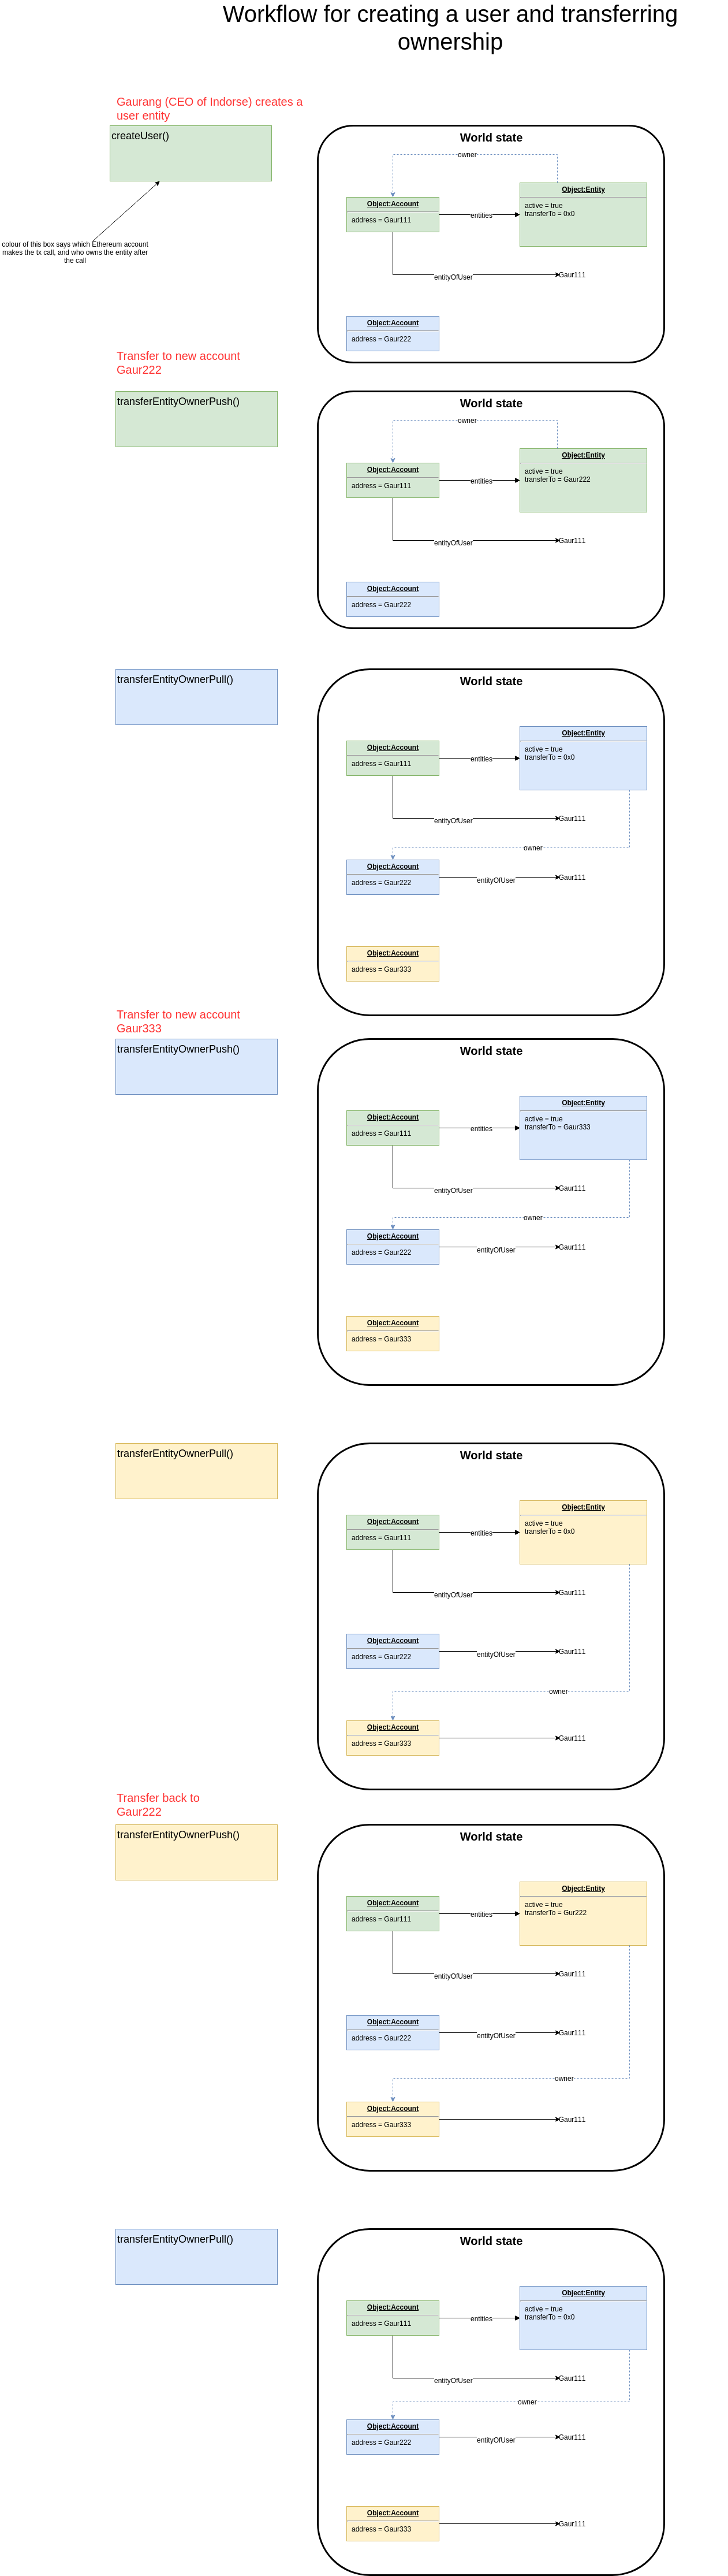 Workflow for creating a user and transferring
ownership
Gaurang (CEO of Indorse) creates a
user entity
createUser()
colour of this box says which Ethereum account
makes the tx call, and who owns the entity after
the call
World state
owner
Object:Entity
active = true
transferTo = 0x0
Object:Account
address = Gaur111
entities
entityOfUser
Gaur111
Object:Account
address = Gaur222
Transfer to new account
Gaur222
transferEntityOwnerPush()
World state
owner
Object:Entity
active = true
transferTo = Gaur222
Object:Account
address = Gaur111
entities
entityOfUser
Gaur111
Object:Account
address = Gaur222
transferEntityOwnerPull()
World state
Object:Entity
active = true
transferTo = 0x0
Object:Account
address = Gaur111
entities
entityOfUser
Gaur111
owner
Object:Account
address = Gaur222
entityOfUser
Gaur111
Object:Account
address = Gaur333
Transfer to new account
Gaur333
transferEntityOwnerPush()
World state
Object:Entity
active = true
transferTo = Gaur333
Object:Account
address = Gaur111
entities
entityOfUser
Gaur111
owner
Object:Account
address = Gaur222
entityOfUser
Gaur111
Object:Account
address = Gaur333
transferEntityOwnerPull()
World state
Object:Entity
active = true
transferTo = 0x0
Object:Account
address = Gaur111
entities
entityOfUser
Gaur111
Object:Account
address = Gaur222
entityOfUser
Gaur111
owner
Object:Account
address = Gaur333
Gaur111
Transfer back to
Gaur222
transferEntityOwnerPush()
World state
Object:Entity
active = true
transferTo = Gur222
Object:Account
address = Gaur111
entities
entityOfUser
Gaur111
Object:Account
address = Gaur222
entityOfUser
Gaur111
owner
Object:Account
address = Gaur333
Gaur111
transferEntityOwnerPull()
World state
Object:Entity
active = true
transferTo = 0x0
Object:Account
address = Gaur111
entities
entityOfUser
Gaur111
owner
Object:Account
address = Gaur222
entityOfUser
Gaur111
Object:Account
address = Gaur333
Gaur111